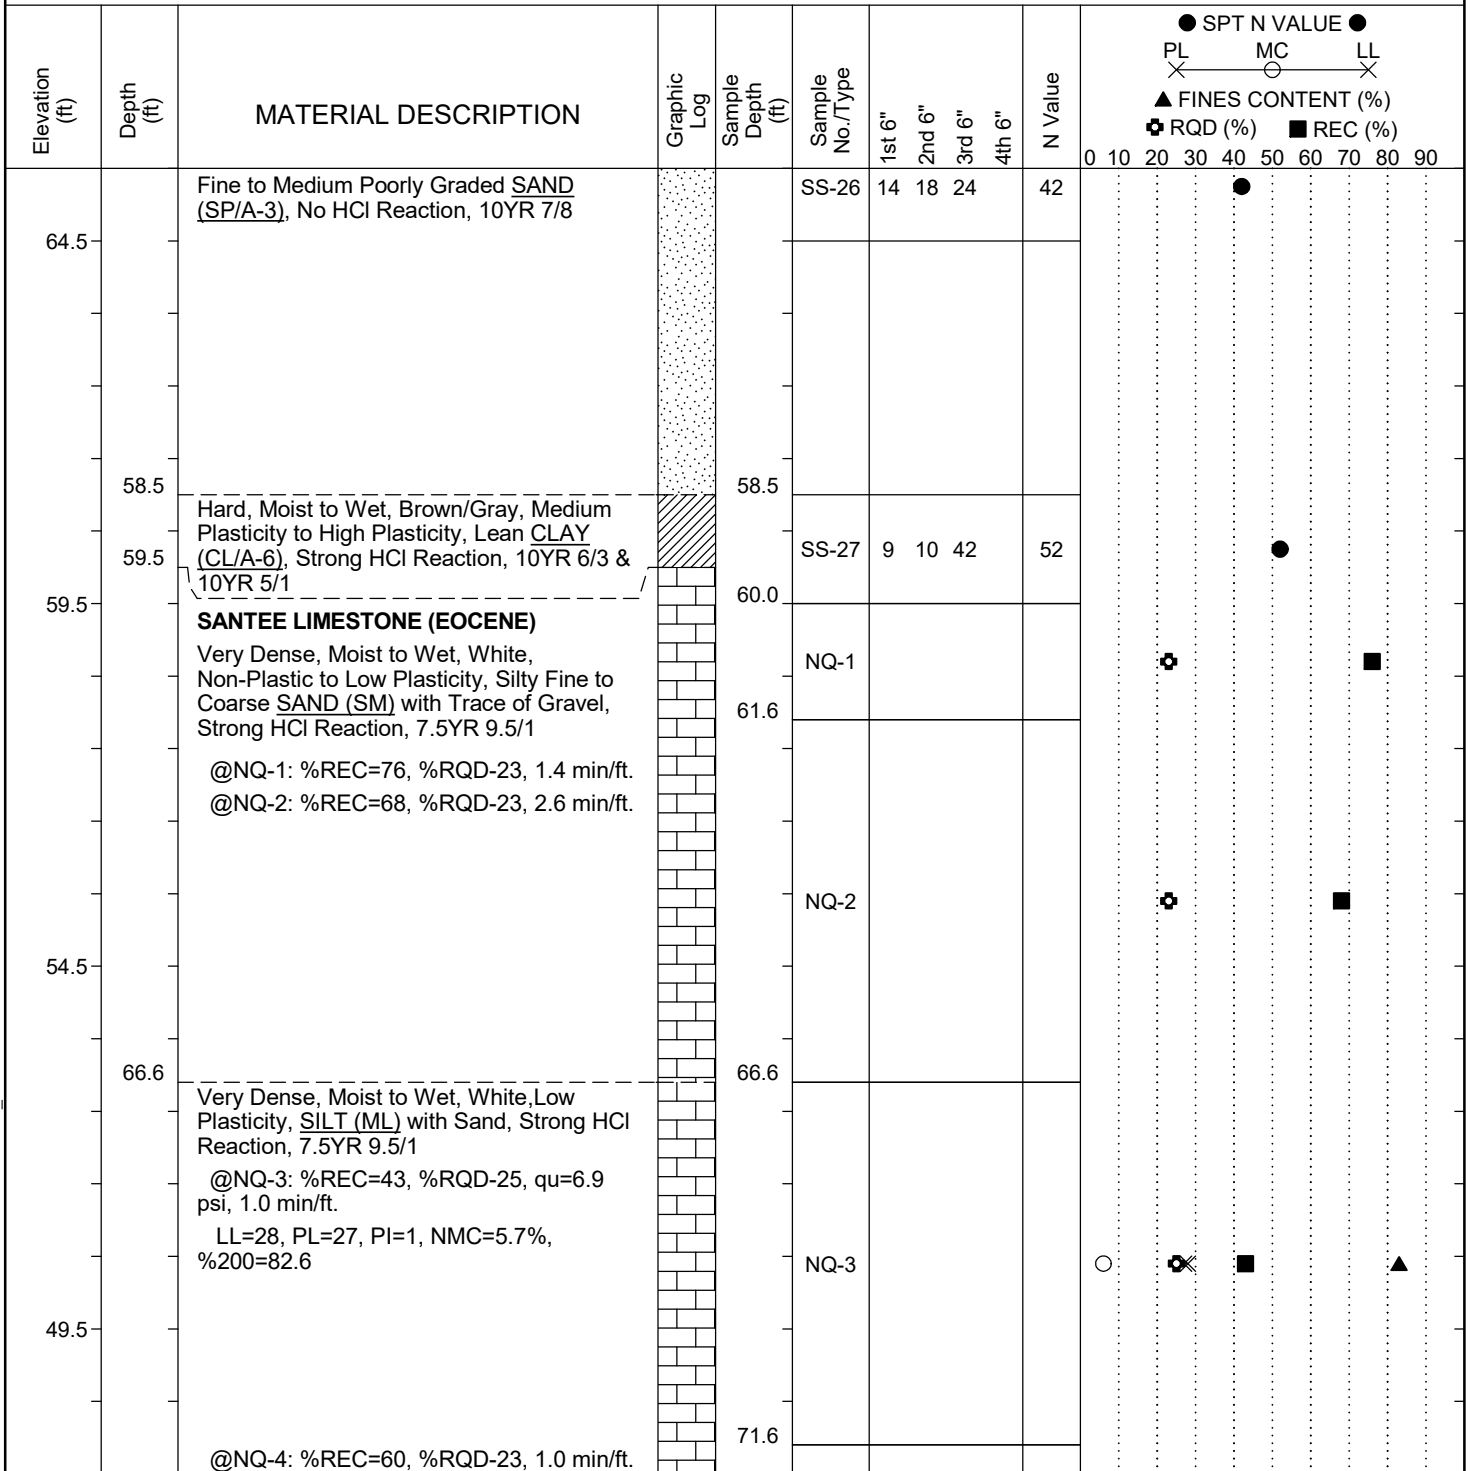 ● SPT N VALUE ●
PL MC LL
▲ FINES CONTENT (%)
RQD (%) ■ REC (%)
0 10 20 30 40 50 60 70 80 90
Elevation (ft)
Depth (ft)
MATERIAL DESCRIPTION
Graphic Log
Sample Depth (ft)
Sample No./Type
1st 6"
2nd 6"
3rd 6"
4th 6"
N Value
Fine to Medium Poorly Graded SAND
(SP/A-3), No HCl Reaction, 10YR 7/8
SS-26 14 18 24 42
64.5
58.5 58.5
Hard, Moist to Wet, Brown/Gray, Medium
Plasticity to High Plasticity, Lean CLAY
(CL/A-6), Strong HCl Reaction, 10YR 6/3 &
10YR 5/1
59.5
SS-27 9 10 42 52
59.5
60.0
SANTEE LIMESTONE (EOCENE)
Very Dense, Moist to Wet, White,
Non-Plastic to Low Plasticity, Silty Fine to
Coarse SAND (SM) with Trace of Gravel,
Strong HCl Reaction, 7.5YR 9.5/1
NQ-1
61.6
@NQ-1: %REC=76, %RQD-23, 1.4 min/ft.
@NQ-2: %REC=68, %RQD-23, 2.6 min/ft.
NQ-2
54.5
66.6 66.6
Very Dense, Moist to Wet, White,Low
Plasticity, SILT (ML) with Sand, Strong HCl
Reaction, 7.5YR 9.5/1
@NQ-3: %REC=43, %RQD-25, qu=6.9
psi, 1.0 min/ft.
LL=28, PL=27, PI=1, NMC=5.7%,
%200=82.6
NQ-3
49.5
71.6
@NQ-4: %REC=60, %RQD-23, 1.0 min/ft.